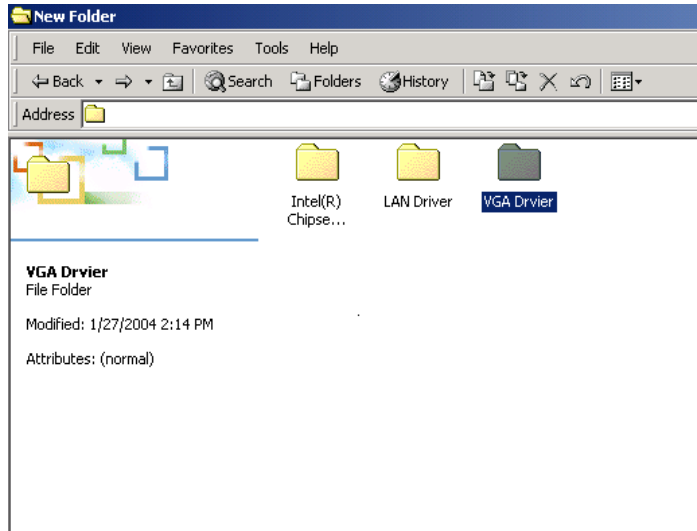 New Folder
File Edit View Favorites Tools Help
Back Search Folders History
Address
Intel(R) Chipse...
LAN Driver
VGA Drvier
VGA Drvier
File Folder
Modified: 1/27/2004 2:14 PM
Attributes: (normal)